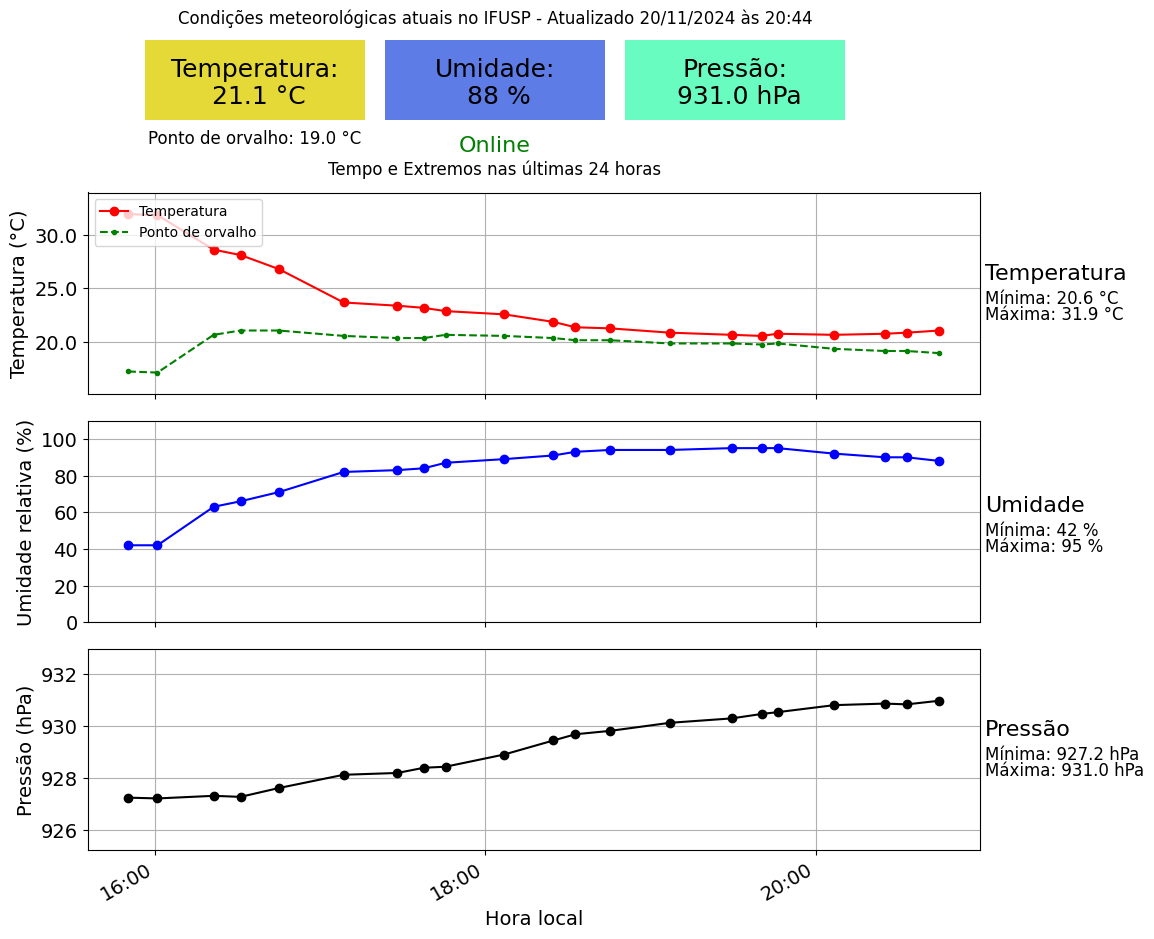 Condições meteorológicas atuais no IFUSP - Atualizado 20/11/2024 às 20:44
Temperatura:
21.1 °C
Umidade:
88 %
Pressão:
931.0 hPa
Ponto de orvalho: 19.0 °C
Online
Tempo e Extremos nas últimas 24 horas
Temperatura (°C)
30.0
25.0
20.0
Temperatura
Ponto de orvalho
Temperatura
Mínima: 20.6 °C
Máxima: 31.9 °C
Umidade relativa (%)
100
80
60
40
20
0
Umidade
Mínima: 42 %
Máxima: 95 %
Pressão (hPa)
932
930
928
926
Pressão
Mínima: 927.2 hPa
Máxima: 931.0 hPa
16:00
18:00
20:00
Hora local